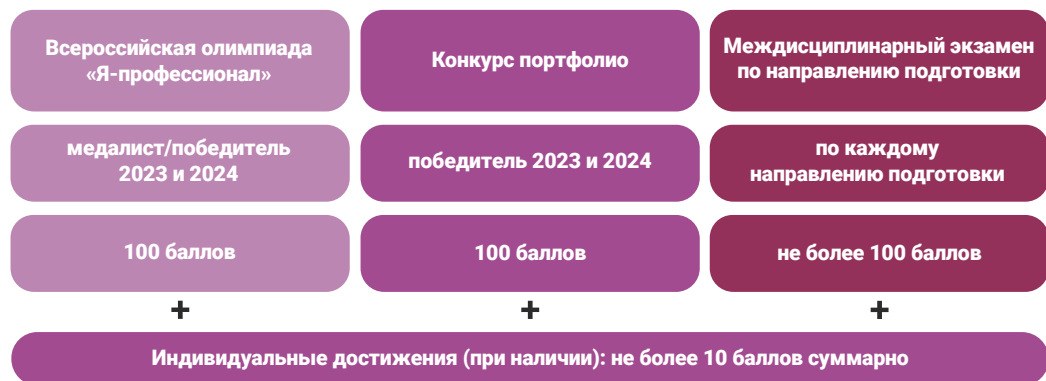 Всероссийская олимпиада
«Я-профессионал»
Конкурс портфолио
Междисциплинарный экзамен
по направлению подготовки
медалист/победитель
2023 и 2024
победитель 2023 и 2024
по каждому
направлению подготовки
100 баллов
100 баллов
не более 100 баллов
+
+
+
Индивидуальные достижения (при наличии): не более 10 баллов суммарно